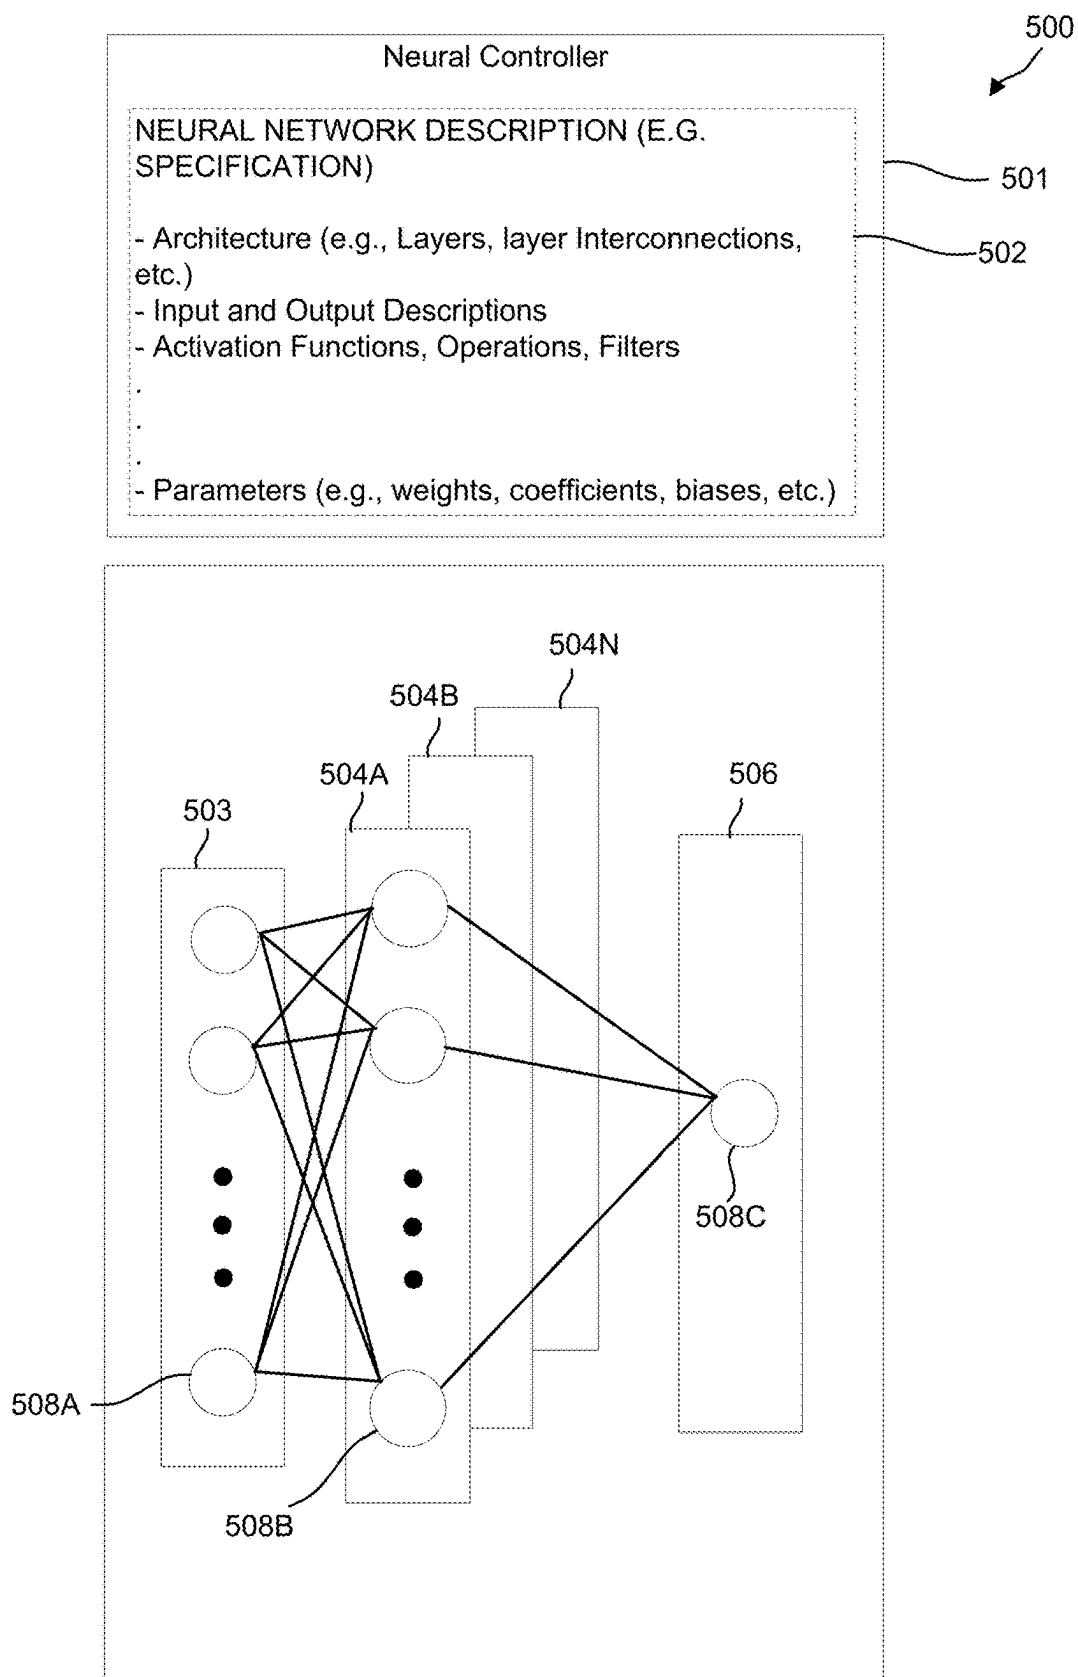 500
Neural Controller
NEURAL NETWORK DESCRIPTION (E.G.
SPECIFICATION)
501
- Architecture (e.g., Layers, layer Interconnections,
502
etc.)
- Input and Output Descriptions
- Activation Functions, Operations, Filters
.
.
.
- Parameters (e.g., weights, coefficients, biases, etc.)
504N
504B
504A
506
503
508C
508A
508B